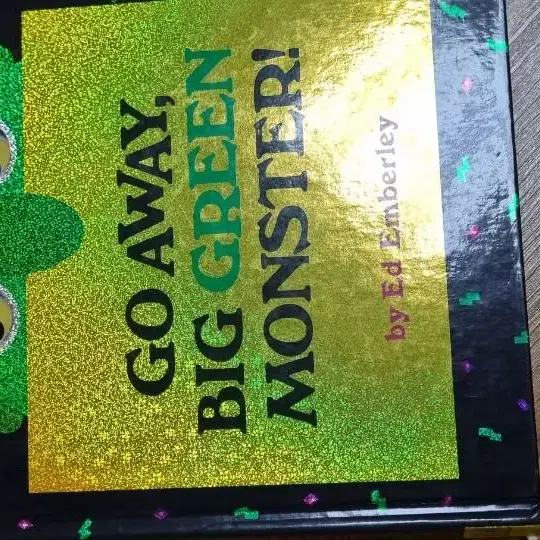 GO AWAY,
BIG GREEN
MONSTER!
by Ed Emberley